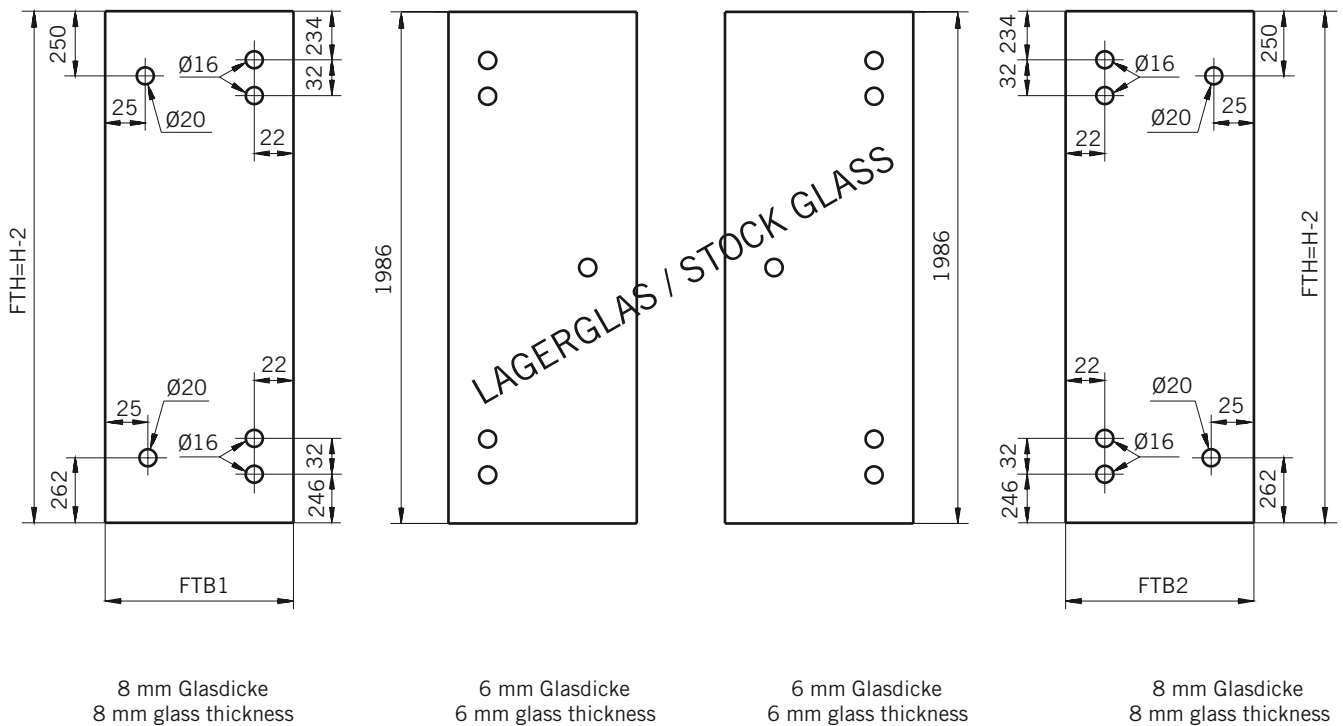 250
234
Ø16
32
25
Ø20
22
FTH=H-2
22
Ø20
25
Ø16
32
262
246
FTB1
1986
LAGERGLAS / STOCK GLASS
1986
234
250
Ø16
32
25
Ø20
22
FTH=H-2
22
Ø20
25
Ø16
32
246
262
FTB2
8 mm Glasdicke
8 mm glass thickness
6 mm Glasdicke
6 mm glass thickness
6 mm Glasdicke
6 mm glass thickness
8 mm Glasdicke
8 mm glass thickness